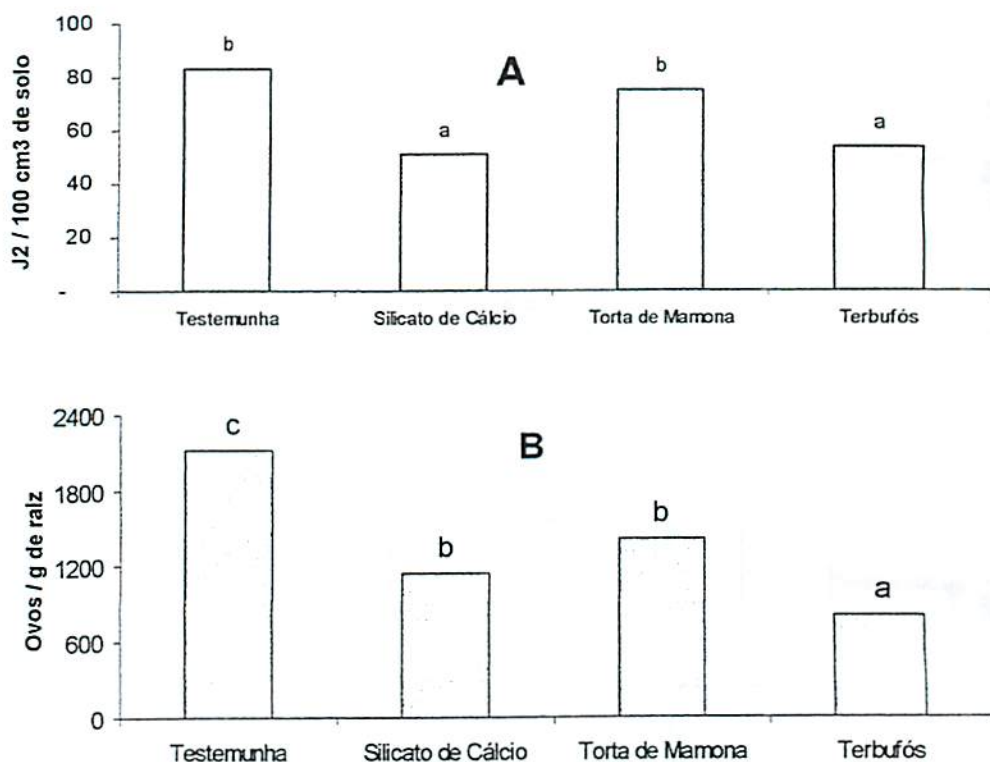 J2 / 100 cm3 de solo
100
80
60
40
20
-
A
b
a
b
a
Testemunha
Silicato de Cálcio
Torta de Mamona
Terbufós
Ovos / g de raiz
2400
1800
1200
600
0
B
c
b
b
a
Testemunha
Silicato de Cálcio
Torta de Mamona
Terbufós